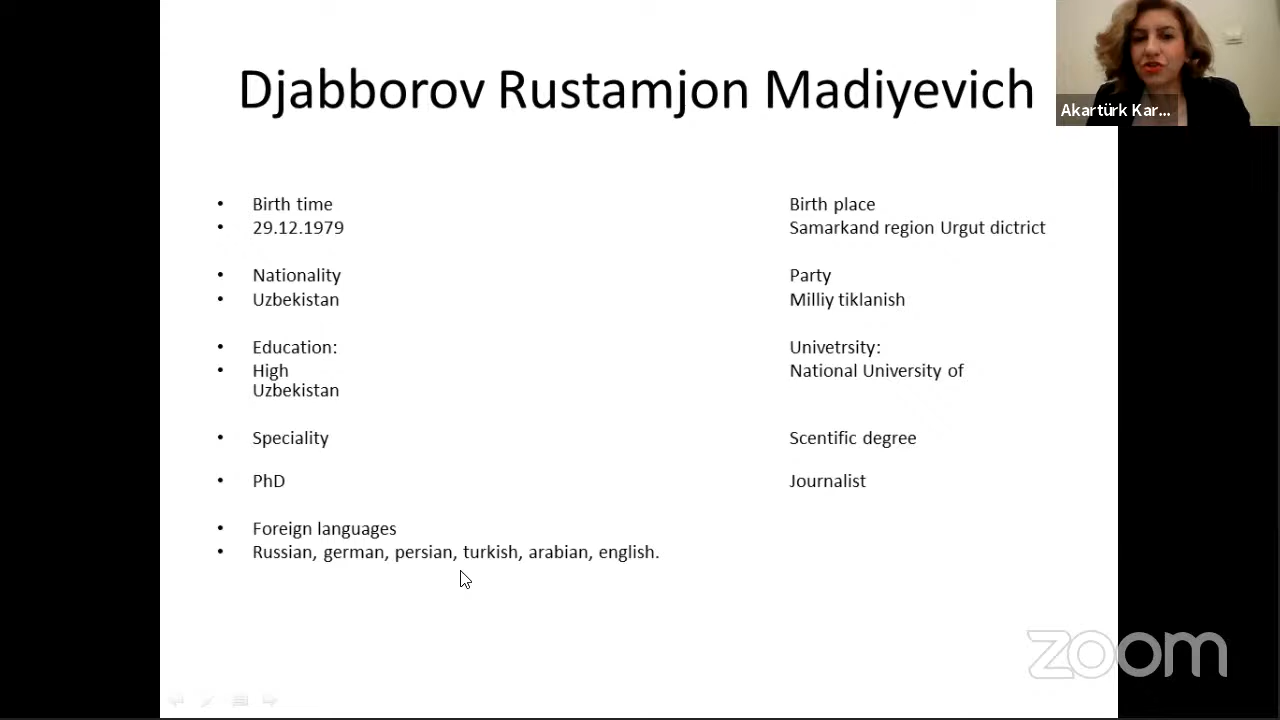 Djabborov Rustamjon Madiyevich
Akartürk Kar...
• Birth time Birth place
• 29.12.1979 Samarkand region Urgut dictrict
• Nationality Party
• Uzbekistan Milliy tiklanish
• Education: Univetrsity:
• High National University of
Uzbekistan
• Speciality Scentific degree
• PhD Journalist
• Foreign languages
• Russian, german, persian, turkish, arabian, english.
zoom